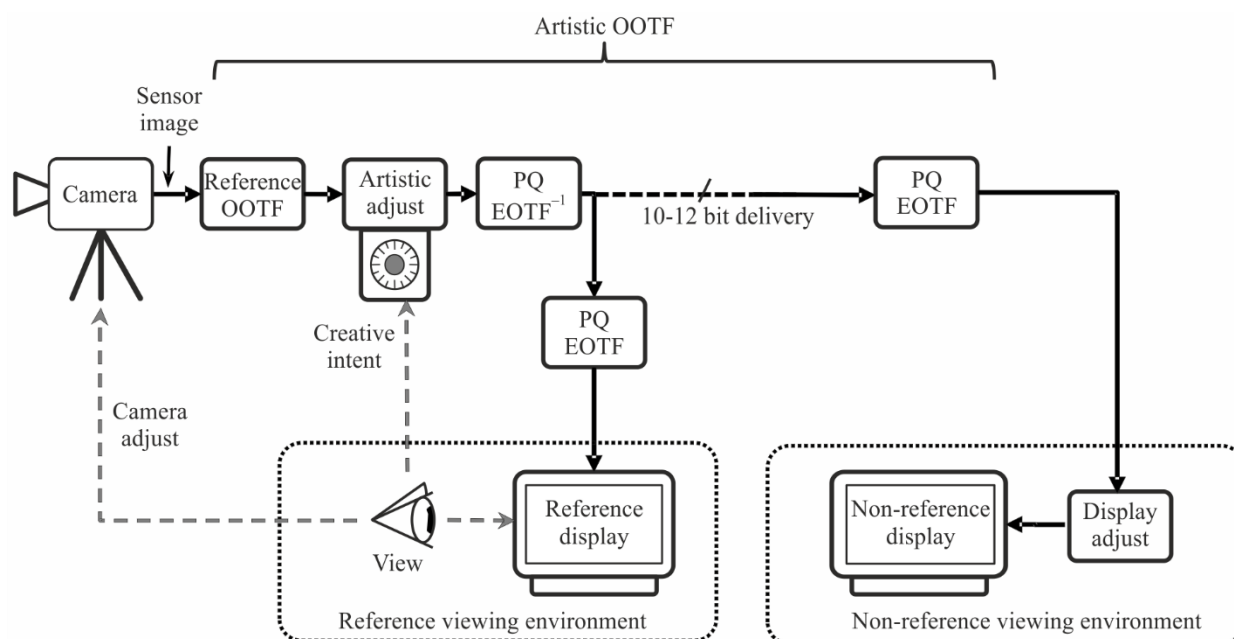 Artistic OOTF
Sensor
image
Camera
Reference
OOTF
Artistic
adjust
PQ
EOTF⁻¹
10-12 bit delivery
PQ
EOTF
PQ
EOTF
Creative
intent
Camera
adjust
View
Reference
display
Reference viewing environment
Non-reference
display
Display
adjust
Non-reference viewing environment